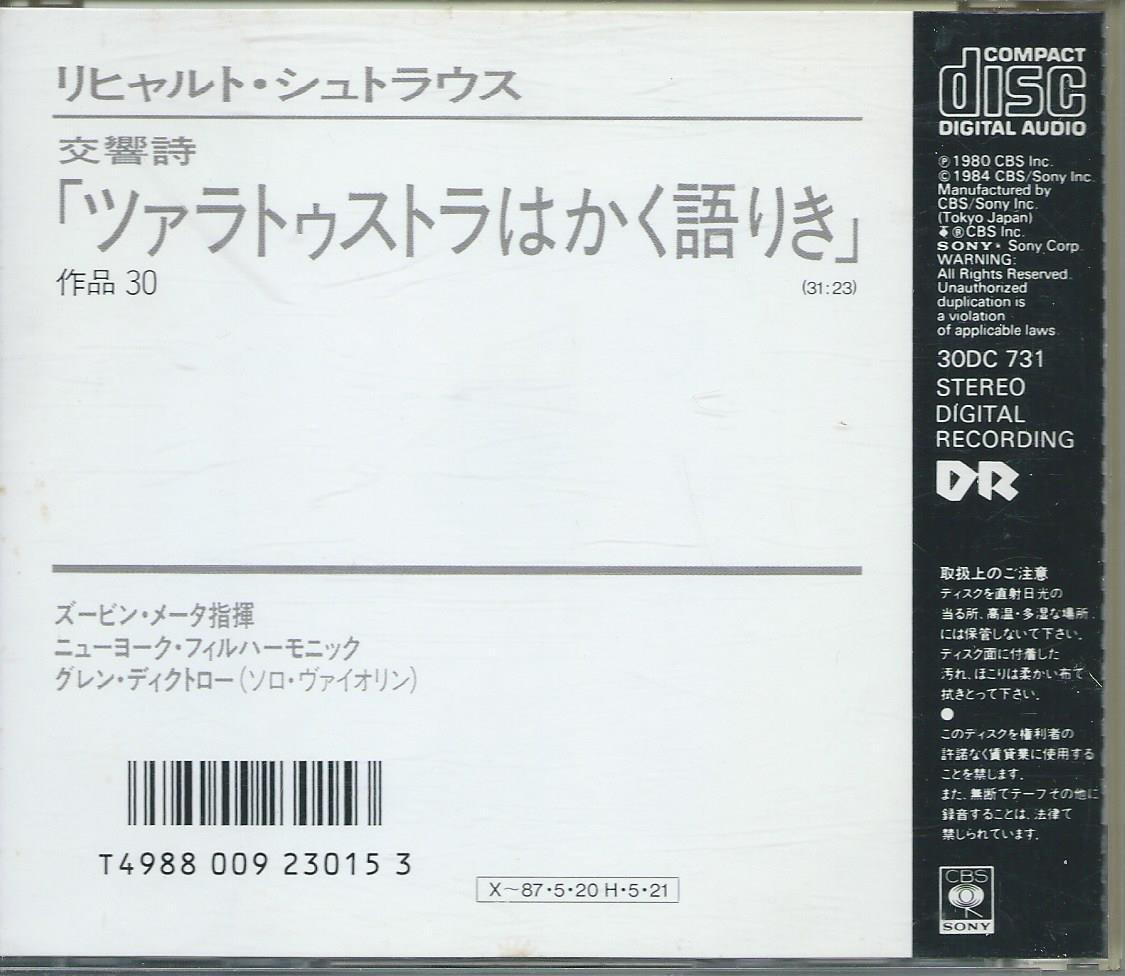 リヒャルト・シュトラウス
交響詩
「ツァラトゥストラはかく語りき」
作品 30
(31:23)
ズービン・メータ指揮
ニューヨーク・フィルハーモニック
グレン・ディクトロー(ソロ・ヴァイオリン)
T4988 009 23015 3
X〜87・5・20 H・5・21
COMPACT
disc
DIGITAL AUDIO
℗ 1980 CBS Inc.
© 1984 CBS/Sony Inc.
Manufactured by
CBS/Sony Inc.
(Tokyo Japan)
®CBS Inc.
SONY® Sony Corp.
WARNING:
All Rights Reserved.
Unauthorized
duplication is
a violation
of applicable laws.
30DC 731
STEREO
DIGITAL
RECORDING
DR
取扱上のご注意
ディスクを直射日光の
当る所、高温・多湿な場所
には保管しないで下さい。
ディスク面に付着した
汚れ、ほこりは柔かい布で
拭きとって下さい。
●
このディスクを権利者の
許諾なく賃貸業に使用する
ことを禁じます。
また、無断でテープその他に
録音することは、法律で
禁じられています。
CBS
SONY